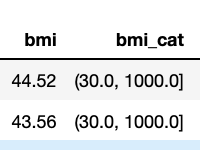 bmi bmi_cat
44.52 (30.0, 1000.0]
43.56 (30.0, 1000.0]